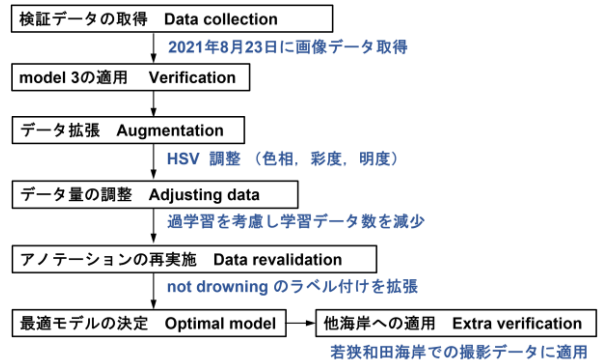 検証データの取得 Data collection
2021年8月23日に画像データ取得
model 3の適用 Verification
データ拡張 Augmentation
HSV 調整 （色相，彩度，明度）
データ量の調整 Adjusting data
過学習を考慮し学習データ数を減少
アノテーションの再実施 Data revalidation
not drowning のラベル付けを拡張
最適モデルの決定 Optimal model
他海岸への適用 Extra verification
若狭和田海岸での撮影データに適用